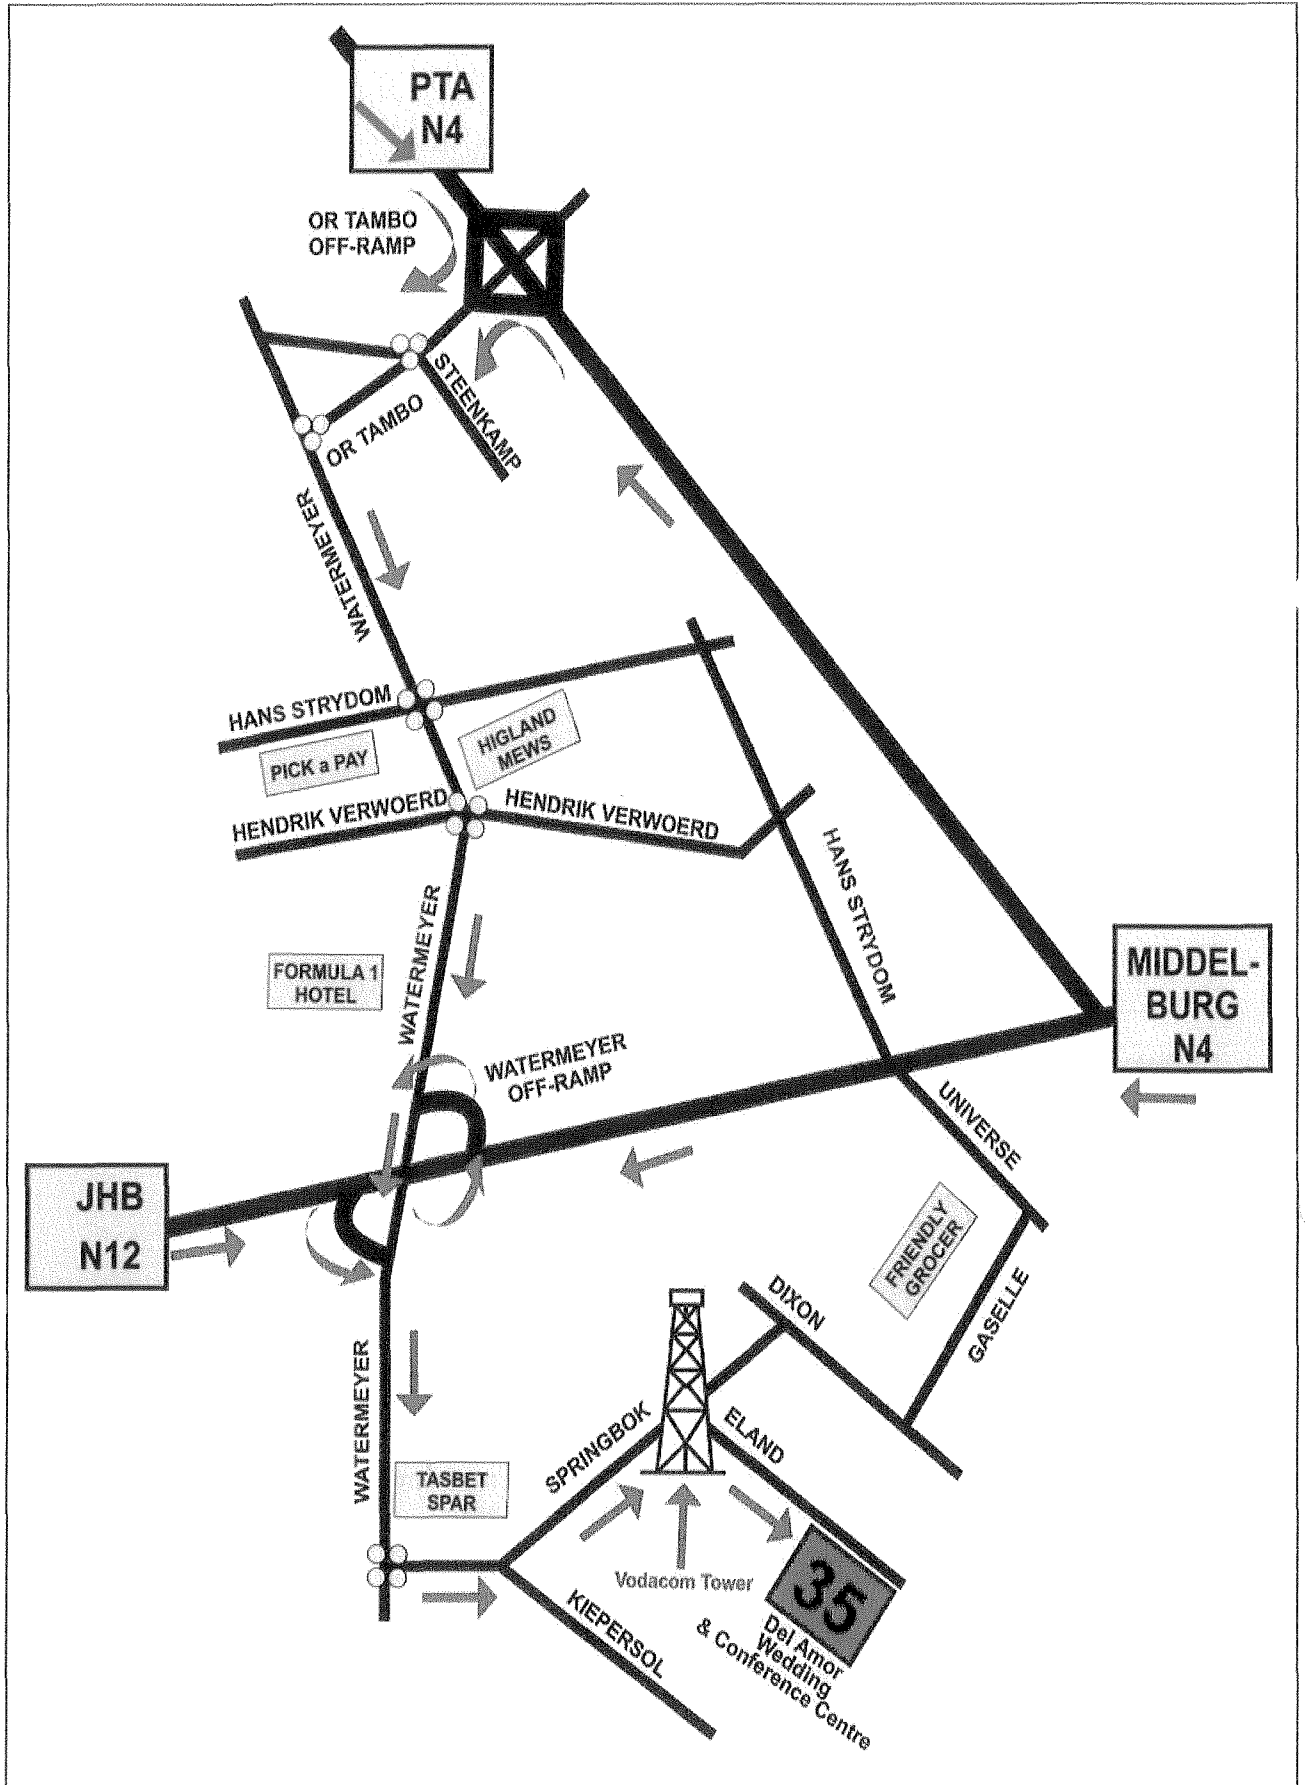 PTA
N4
OR TAMBO
OFF-RAMP
STEENKAMP
OR TAMBO
WATERMEYER
HANS STRYDOM
PICK a PAY
HIGLAND
MEWS
HENDRIK VERWOERD
HENDRIK VERWOERD
HANS STRYDOM
WATERMEYER
FORMULA 1
HOTEL
MIDDEL-
BURG
N4
WATERMEYER
OFF-RAMP
UNIVERSE
JHB
N12
FRIENDLY
GROCER
GASELLE
DIXON
WATERMEYER
SPRINGBOK
ELAND
TASBET
SPAR
Vodacom Tower
35
KIEPERSOL
Del Amor
Wedding
& Conference Centre